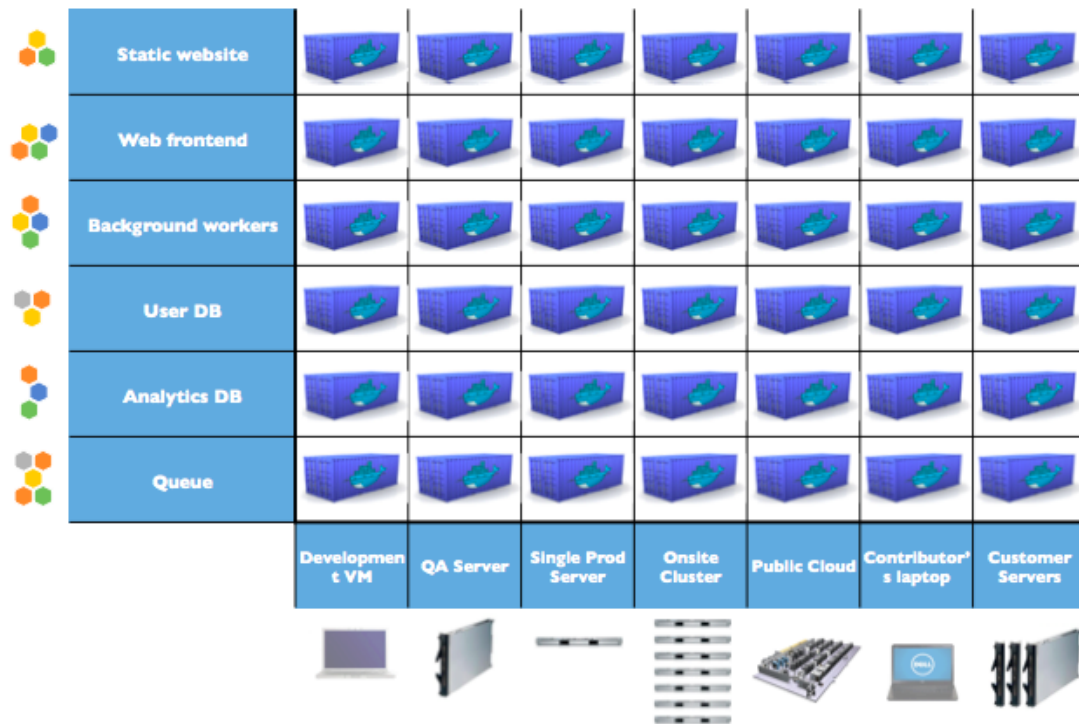 Static website
Web frontend
Background workers
User DB
Analytics DB
Queue
Developmen
t VM
QA Server
Single Prod
Server
Onsite
Cluster
Public Cloud
Contributor's
s laptop
Customer
Servers
DELL